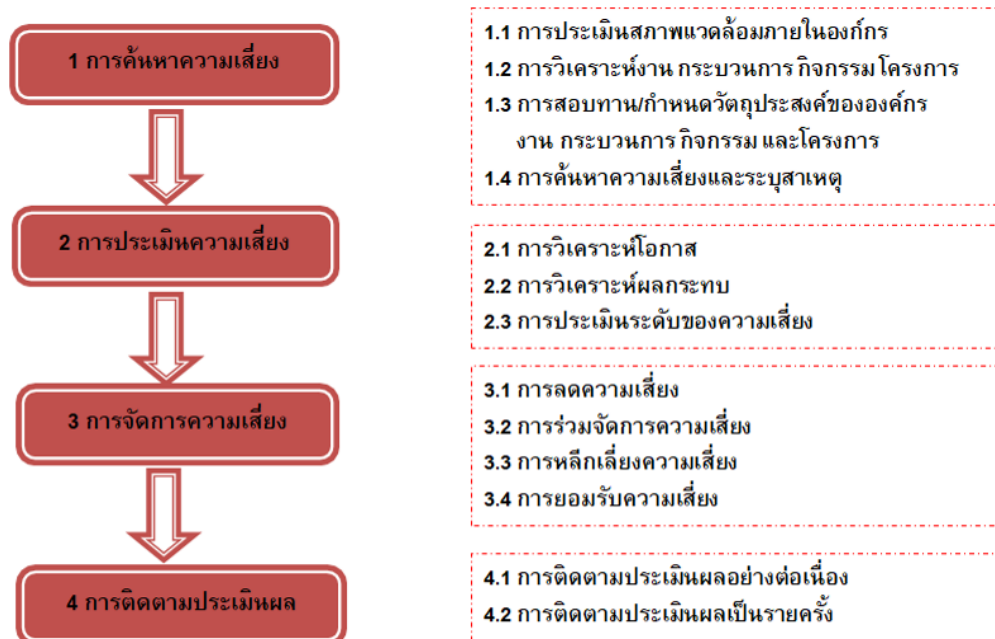 1 การค้นหาความเสี่ยง
1.1 การประเมินสภาพแวดล้อมภายในองก์กร
1.2 การวิเคราะห์งาน กระบวนการ กิจกรรม โครงการ
1.3 การสอบทาน/กำหนดวัตถุประสงค์ขององค์กร
งาน กระบวนการ กิจกรรม และโครงการ
1.4 การค้นหาความเสี่ยงและระบุสาเหตุ
2 การประเมินความเสี่ยง
2.1 การวิเคราะห์โอกาส
2.2 การวิเคราะห์ผลกระทบ
2.3 การประเมินระดับของความเสี่ยง
3 การจัดการความเสี่ยง
3.1 การลดความเสี่ยง
3.2 การร่วมจัดการความเสี่ยง
3.3 การหลีกเลี่ยงความเสี่ยง
3.4 การยอมรับความเสี่ยง
4 การติดตามประเมินผล
4.1 การติดตามประเมินผลอย่างต่อเนื่อง
4.2 การติดตามประเมินผลเป็นรายครั้ง